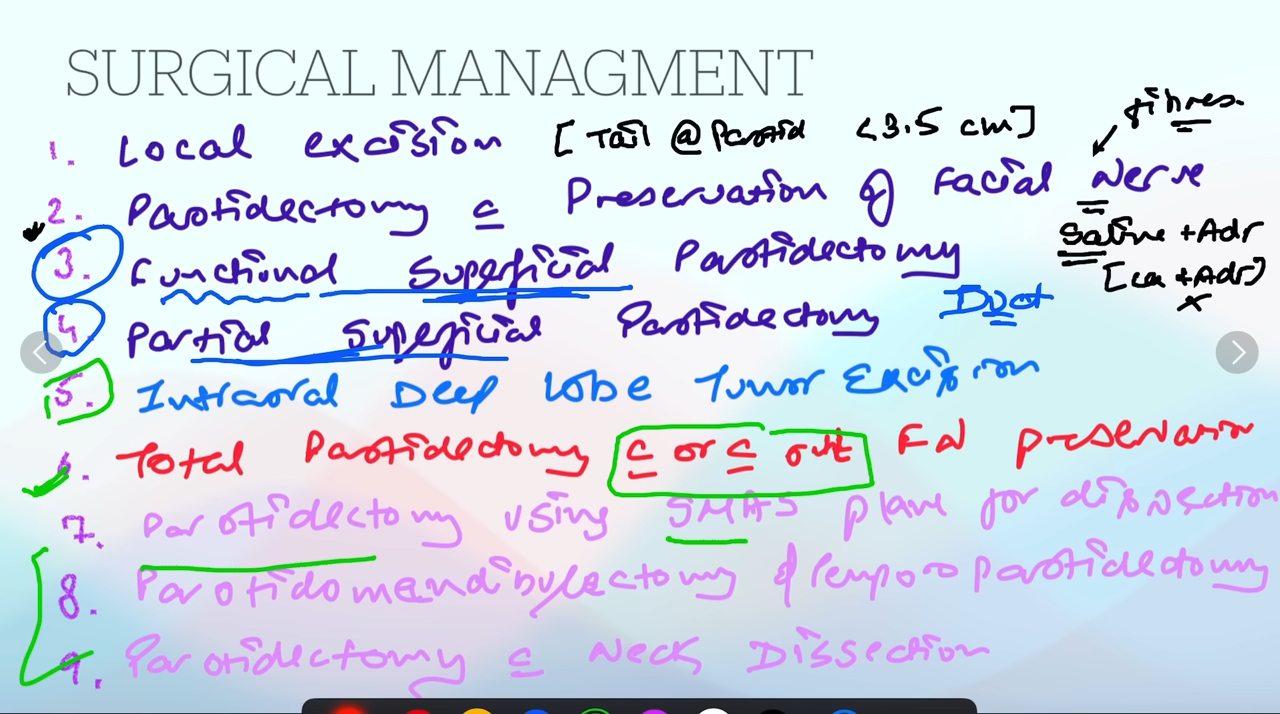 SURGICAL MANAGMENT
1. Local excision [Tail @ Parotid <3.5 cm]
fibres.
2. Parotidectomy c̲ Preservation of Facial Nerve
Saline + Adr
3. Functional Superficial Parotidectomy
[LA + Adr]
x
4. Partial Superficial Parotidectomy Duct
5. Intraoral Deep lobe Tumor Excision
6. Total Parotidectomy c̲ or c̲ out FN preservation
7. Parotidectomy using SMAS plane for dissection
8. Parotidomandibulectomy & Temporoparotidectomy
9. Parotidectomy c̲ Neck Dissection